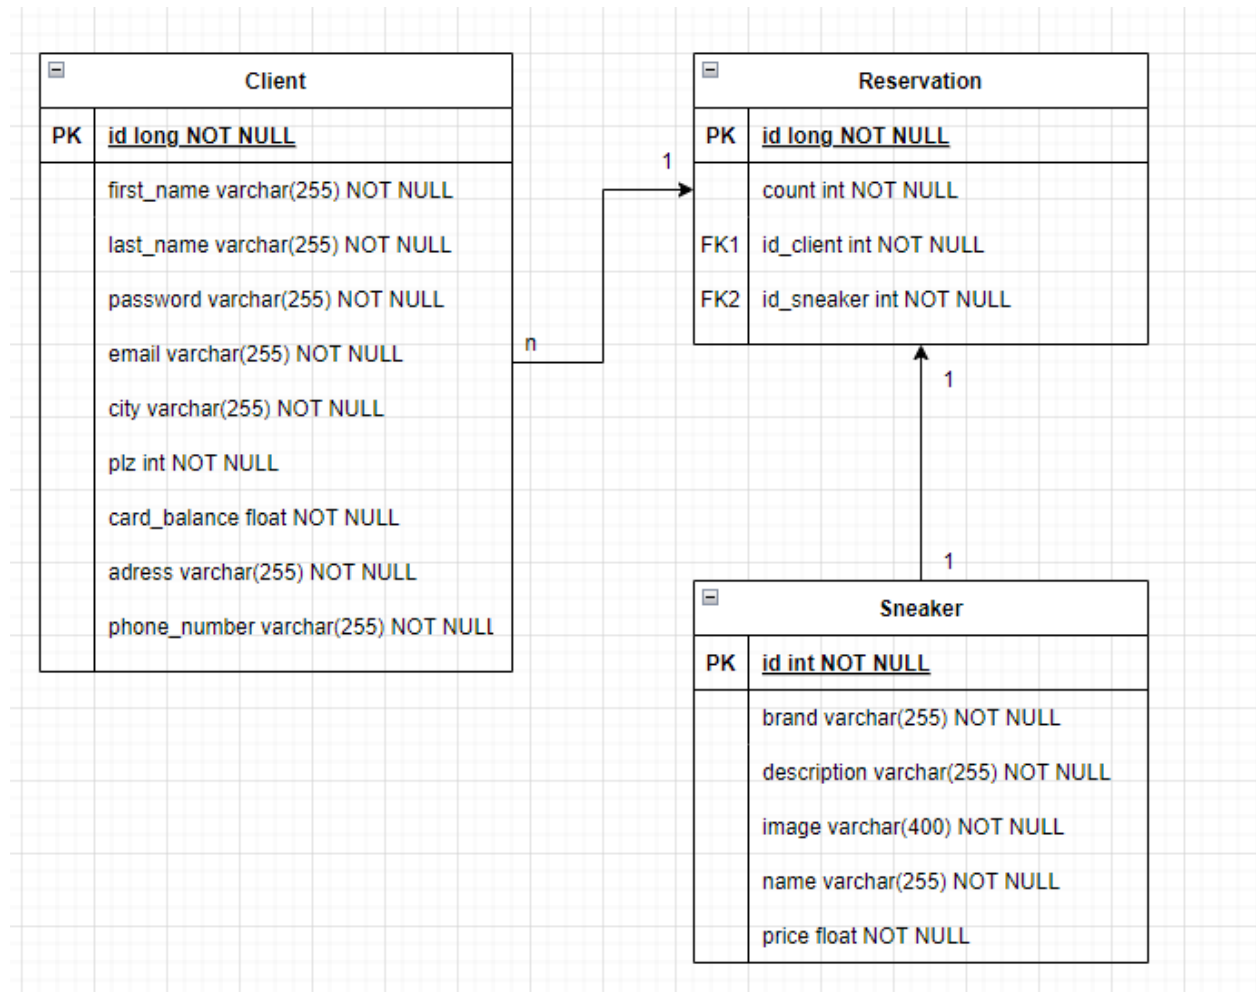 Client
PK id long NOT NULL
first_name varchar(255) NOT NULL
last_name varchar(255) NOT NULL
password varchar(255) NOT NULL
email varchar(255) NOT NULL
city varchar(255) NOT NULL
plz int NOT NULL
card_balance float NOT NULL
adress varchar(255) NOT NULL
phone_number varchar(255) NOT NULL
n
1
Reservation
PK id long NOT NULL
count int NOT NULL
FK1 id_client int NOT NULL
FK2 id_sneaker int NOT NULL
1
1
Sneaker
PK id int NOT NULL
brand varchar(255) NOT NULL
description varchar(255) NOT NULL
image varchar(400) NOT NULL
name varchar(255) NOT NULL
price float NOT NULL